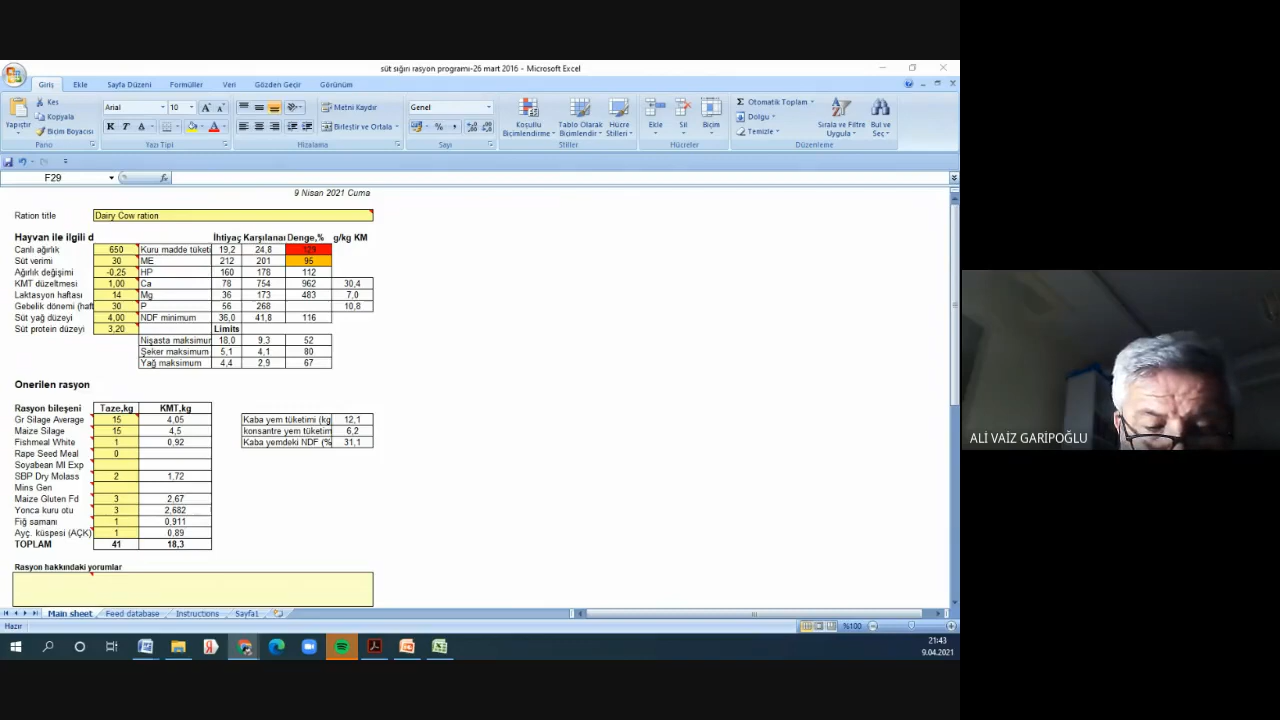 süt sığırı rasyon programı-26 mart 2016 - Microsoft Excel
Giriş Ekle Sayfa Düzeni Formüller Veri Gözden Geçir Görünüm
Yapıştır Kes Kopyala Biçim Boyacısı Pano
Arial 10 K T A Yazı Tipi
Metni Kaydır Birleştir ve Ortala Hizalama
Genel Sayı
Koşullu Biçimlendirme Tablo Olarak Biçimlendir Hücre Stilleri Stiller
Ekle Sil Biçim Hücreler
Otomatik Toplam Dolgu Temizle Sırala ve Filtre Uygula Bul ve Seç Düzenleme
F29 fx
9 Nisan 2021 Cuma
Ration title Dairy Cow ration
Hayvan ile ilgili d İhtiyaç Karşılanan Denge,% g/kg KM
Canlı ağırlık 650 Kuru madde tüketi 19,2 24,8 129
Süt verimi 30 ME 212 201 95
Ağırlık değişimi -0,25 HP 160 178 112
KMT düzeltmesi 1,00 Ca 78 754 962 30,4
Laktasyon haftası 14 Mg 36 173 483 7,0
Gebelik dönemi (haft 30 P 56 268 10,8
Süt yağ düzeyi 4,00 NDF minimum 36,0 41,8 116
Süt protein düzeyi 3,20 Limits
Nişasta maksimum 18,0 9,3 52
Şeker maksimum 5,1 4,1 80
Yağ maksimum 4,4 2,9 67
Onerilen rasyon
Rasyon bileşeni Taze,kg KMT,kg
Gr Silage Average 15 4,05 Kaba yem tüketimi (kg 12,1
Maize Silage 15 4,5 konsantre yem tüketim 6,2
Fishmeal White 1 0,92 Kaba yemdeki NDF (% 31,1
Rape Seed Meal 0
Soyabean Ml Exp
SBP Dry Molass 2 1,72
Mins Gen
Maize Gluten Fd 3 2,67
Yonca kuru otu 3 2,682
Fiğ samanı 1 0,911
Ayç. küspesi (AÇK) 1 0,89
TOPLAM 41 18,3
Rasyon hakkındaki yorumlar
Main sheet Feed database Instructions Sayfa1
Hazır %100
21:43
9.04.2021
ALİ VAİZ GARİPOĞLU